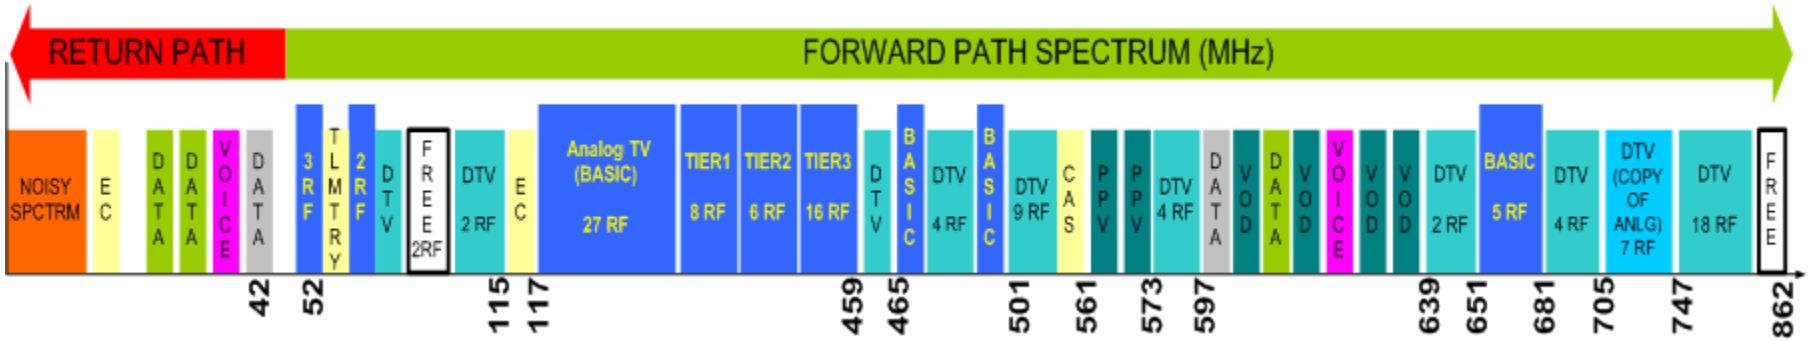 RETURN PATH
FORWARD PATH SPECTRUM (MHz)
NOISY
SPCTRM
EC
DATA
DATA
VOICE
DATA
3RF
TLMTRY
2RF
DTV
FREE
2RF
DTV
2 RF
EC
Analog TV
(BASIC)
27 RF
TIER1
8 RF
TIER2
6 RF
TIER3
16 RF
DTV
BASIC
DTV
4 RF
BASIC
DTV
9 RF
CAS
PPV
PPV
DTV
4 RF
DATA
VOD
DATA
VOD
VOICE
VOD
VOD
DTV
2 RF
BASIC
5 RF
DTV
4 RF
DTV
(COPY
OF
ANLG)
7 RF
DTV
18 RF
FREE
42
52
115
117
459
465
501
561
573
597
639
651
681
705
747
862